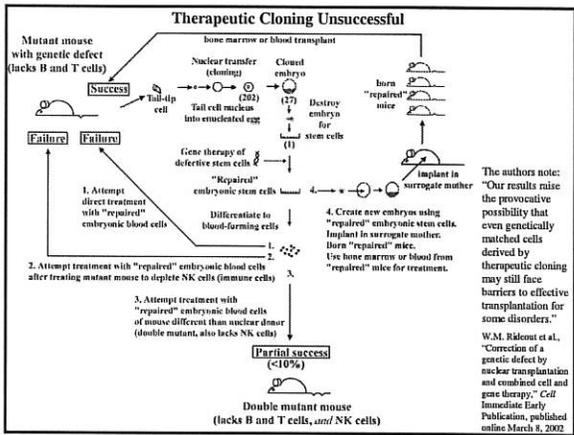 Therapeutic Cloning Unsuccessful
bone marrow or blood transplant
Mutant mouse
with genetic defect
(lacks B and T cells)
Success
Nuclear transfer
(cloning)
Cloned
embryo
Tail-tip
cell
(202)
(27)
Tail cell nucleus
into enucleated egg
Destroy
embryo
for
stem cells
(1)
born
"repaired"
mice
Failure
Failure
Gene therapy of
defective stem cells
implant in
surrogate mother
1. Attempt
direct treatment
with "repaired"
embryonic blood cells
"Repaired"
embryonic stem cells
4.
Differentiate to
blood-forming cells
4. Create new embryos using
"repaired" embryonic stem cells.
Implant in surrogate mother.
Born "repaired" mice.
Use bone marrow or blood from
"repaired" mice for treatment.
1.
2.
3.
2. Attempt treatment with "repaired" embryonic blood cells
after treating mutant mouse to deplete NK cells (immune cells)
3. Attempt treatment with
"repaired" embryonic blood cells
of mouse different than nuclear donor
(double mutant, also lacks NK cells)
Partial success
(<10%)
Double mutant mouse
(lacks B and T cells, and NK cells)
The authors note:
"Our results raise
the provocative
possibility that
even genetically
matched cells
derived by
therapeutic cloning
may still face
barriers to effective
transplantation for
some disorders."
W.M. Rideout et al.,
"Correction of a
genetic defect by
nuclear transplantation
and combined cell and
gene therapy," Cell
Immediate Early
Publication, published
online March 8, 2002